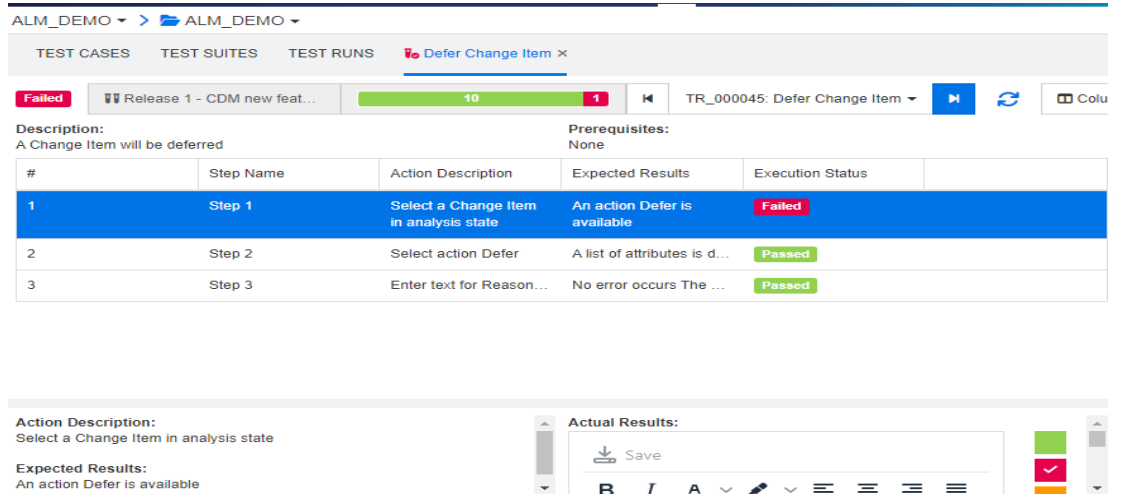 ALM_DEMO > ALM_DEMO
TEST CASES TEST SUITES TEST RUNS Defer Change Item ×
Failed Release 1 - CDM new feat... 10 1 TR_000045: Defer Change Item Colu
Description: Prerequisites:
A Change Item will be deferred None
# Step Name Action Description Expected Results Execution Status
1 Step 1 Select a Change Item An action Defer is Failed
in analysis state available
2 Step 2 Select action Defer A list of attributes is d... Passed
3 Step 3 Enter text for Reason... No error occurs The ... Passed
Action Description: Actual Results:
Select a Change Item in analysis state
Save
Expected Results:
An action Defer is available
B I A